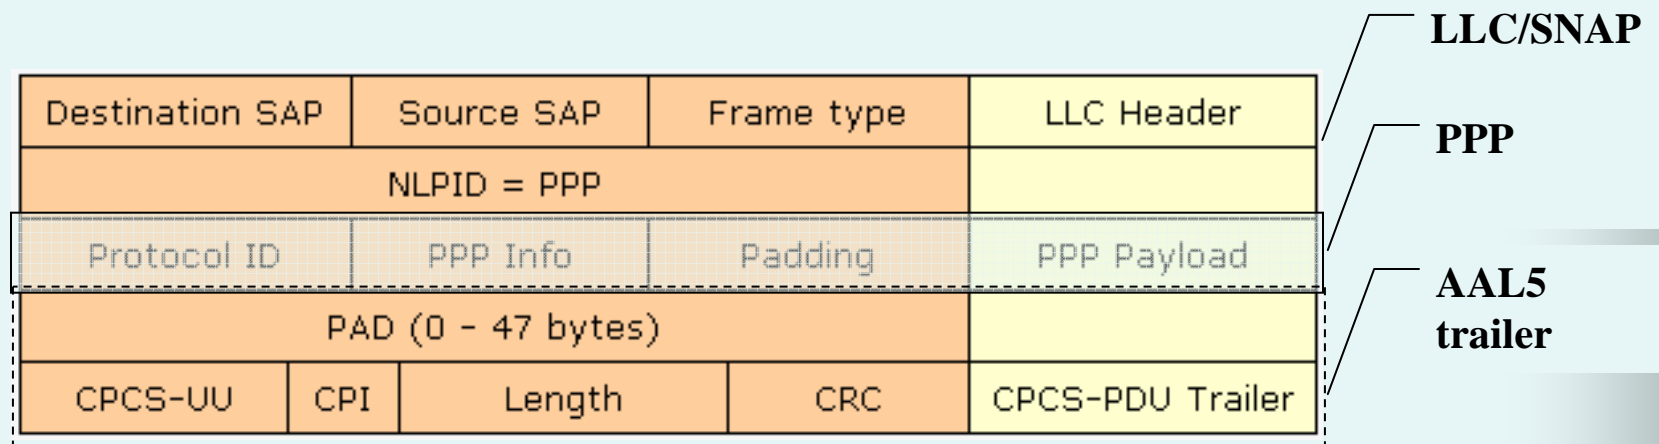 LLC/SNAP
Destination SAP Source SAP Frame type LLC Header
PPP
NLPID = PPP
Protocol ID PPP Info Padding PPP Payload
AAL5
trailer
PAD (0 - 47 bytes)
CPCS-UU CPI Length CRC CPCS-PDU Trailer